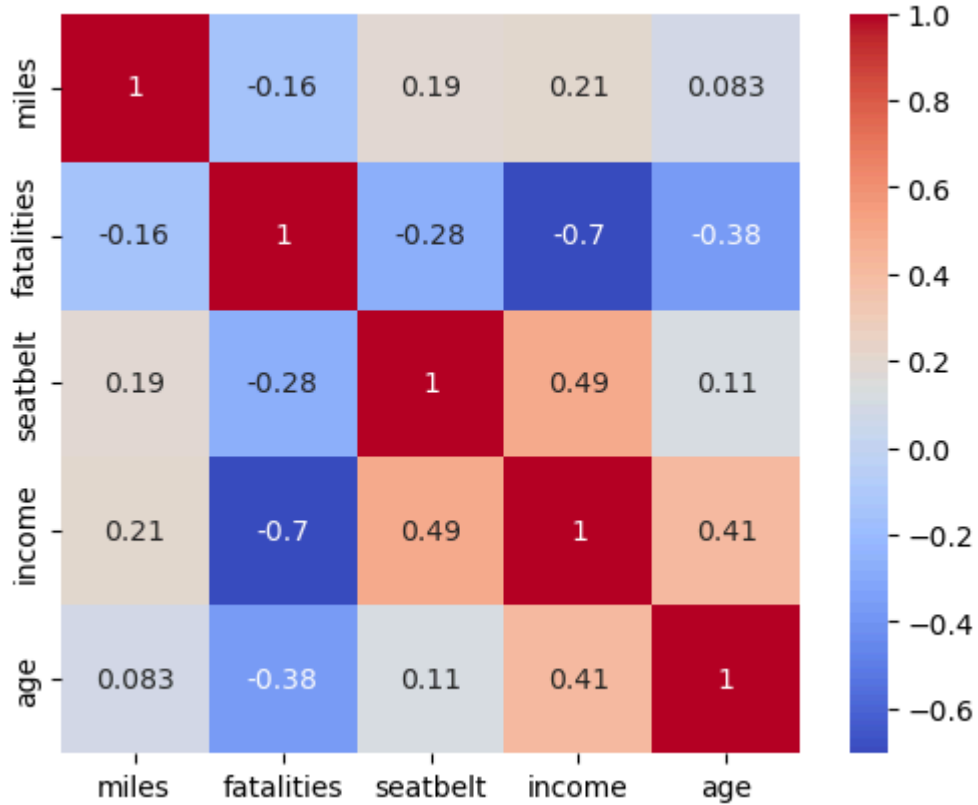 miles 1 -0.16 0.19 0.21 0.083
fatalities -0.16 1 -0.28 -0.7 -0.38
seatbelt 0.19 -0.28 1 0.49 0.11
income 0.21 -0.7 0.49 1 0.41
age 0.083 -0.38 0.11 0.41 1
miles fatalities seatbelt income age
1.0
0.8
0.6
0.4
0.2
0.0
−0.2
−0.4
−0.6